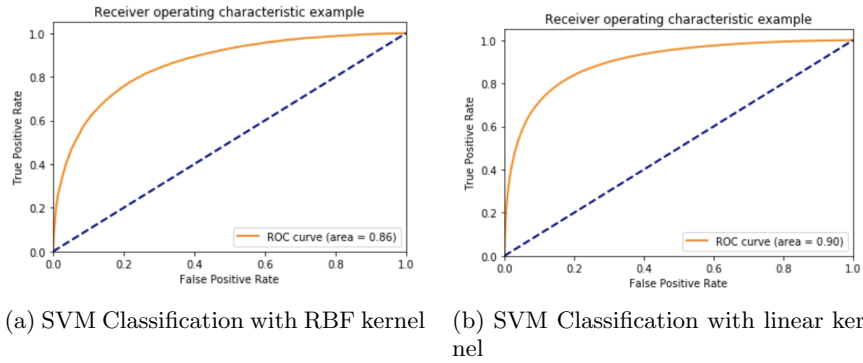 Receiver operating characteristic example
True Positive Rate
1.0
0.8
0.6
0.4
0.2
0.0
ROC curve (area = 0.86)
0.0 0.2 0.4 0.6 0.8 1.0
False Positive Rate
(a) SVM Classification with RBF kernel
Receiver operating characteristic example
True Positive Rate
1.0
0.8
0.6
0.4
0.2
0.0
ROC curve (area = 0.90)
0.0 0.2 0.4 0.6 0.8 1.0
False Positive Rate
(b) SVM Classification with linear ker
nel